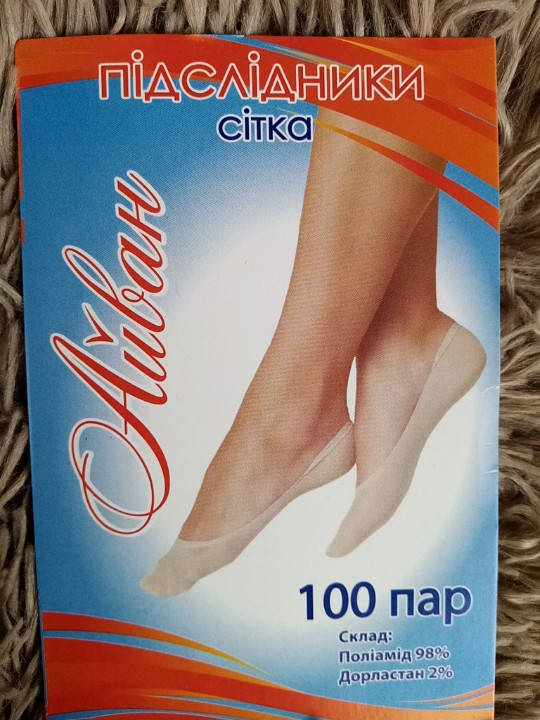 ПІДСЛІДНИКИ
сітка
Айван
100 пар
Склад:
Поліамід 98%
Дорластан 2%